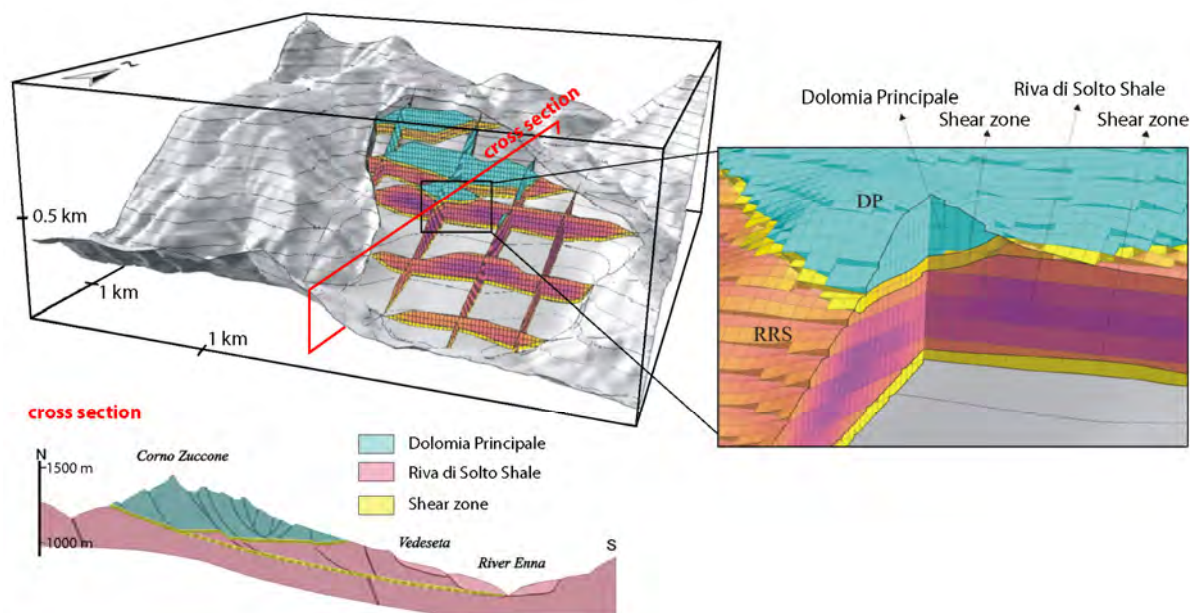 cross section
0.5 km
1 km
1 km
Dolomia Principale
Riva di Solto Shale
Shear zone
Shear zone
DP
RRS
cross section
Dolomia Principale
Riva di Solto Shale
Shear zone
N
1500 m
Corno Zuccone
1000 m
Vedeseta
River Enna
S